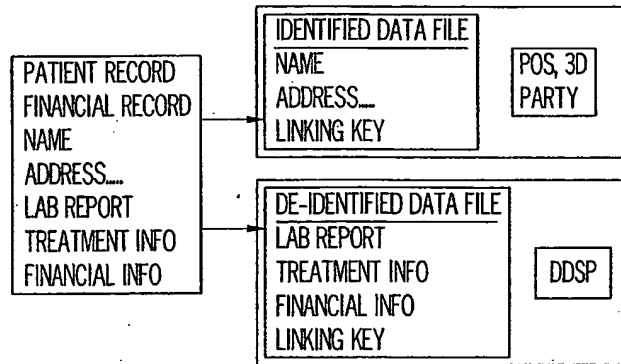 PATIENT RECORD
FINANCIAL RECORD
NAME
ADDRESS.....
LAB REPORT
TREATMENT INFO
FINANCIAL INFO
IDENTIFIED DATA FILE
NAME
ADDRESS.....
LINKING KEY
POS, 3D
PARTY
DE-IDENTIFIED DATA FILE
LAB REPORT
TREATMENT INFO
FINANCIAL INFO
LINKING KEY
DDSP